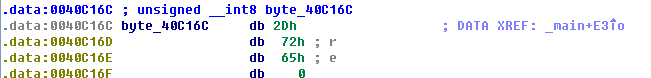 .data:0040C16C ; unsigned __int8 byte_40C16C
.data:0040C16C byte_40C16C db 2Dh ; DATA XREF: _main+E3↑o
.data:0040C16D db 72h ; r
.data:0040C16E db 65h ; e
.data:0040C16F db 0